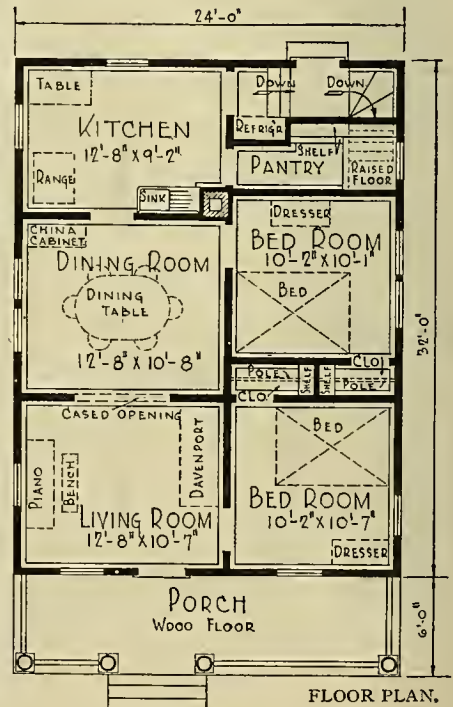 24'-0"
TABLE
DOWN
DOWN
KITCHEN
12'-8" X 9'-2"
REFRIG'R
SHELF
PANTRY
RAISED
FLOOR
RANGE
SINK
CHINA
CABINET
DRESSER
DINING ROOM
BED ROOM
10'-2" X 10'-1"
DINING
TABLE
BED
12'-8" X 10'-8"
32'-0"
CLO.
POLE
SHELF
SHELF
POLE
CLO.
CASED OPENING
BED
PIANO
BENCH
DAVENPORT
LIVING ROOM
12'-8" X 10'-7"
BED ROOM
10'-2" X 10'-7"
DRESSER
PORCH
WOOD FLOOR
6'-0"
FLOOR PLAN.